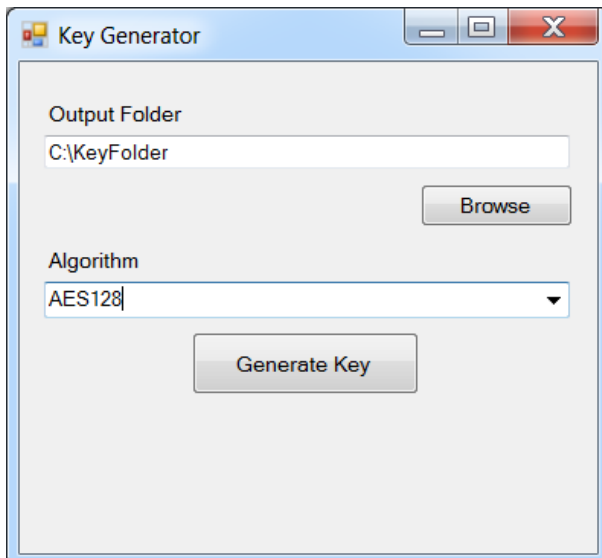 Key Generator
Output Folder
C:\KeyFolder
Browse
Algorithm
AES128
Generate Key